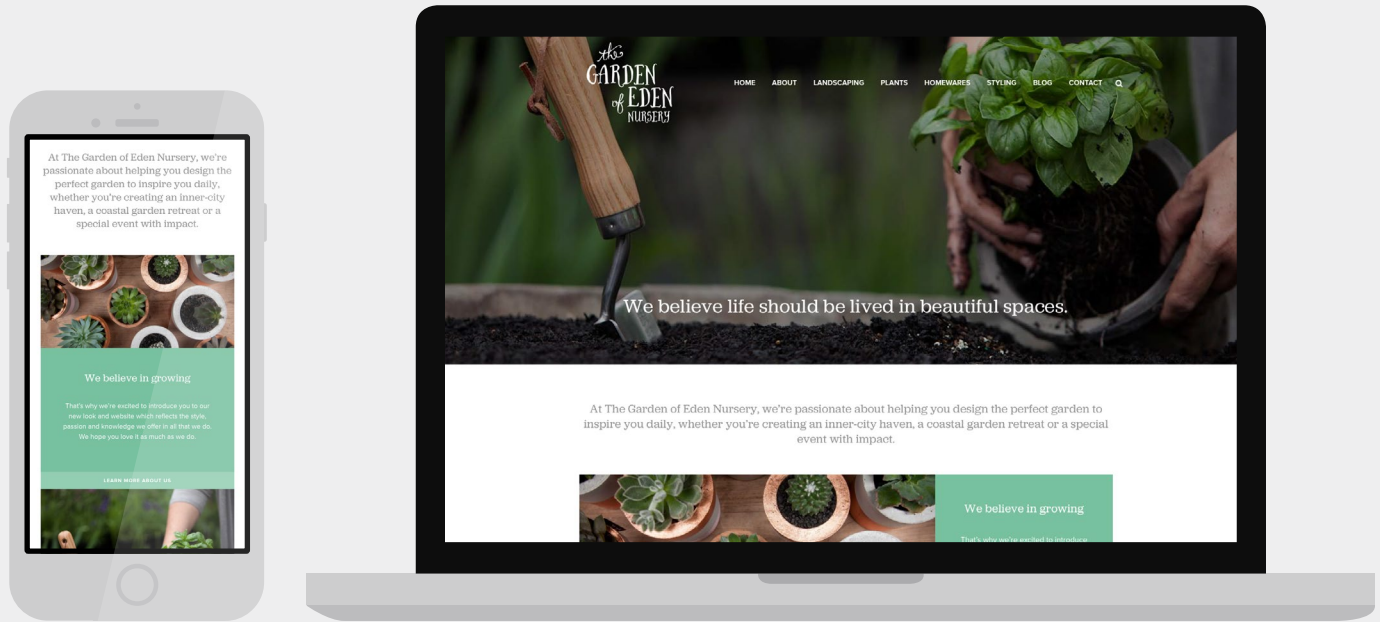 At The Garden of Eden Nursery, we're
passionate about helping you design the
perfect garden to inspire you daily,
whether you're creating an inner-city
haven, a coastal garden retreat or a
special event with impact.
We believe in growing
That's why we're excited to introduce you to our
new look and website which reflects the style,
passion and knowledge we offer in all that we do.
We hope you love it as much as we do.
LEARN MORE ABOUT US
the
GARDEN
of EDEN
NURSERY
HOME ABOUT LANDSCAPING PLANTS HOMEWARES STYLING BLOG CONTACT
We believe life should be lived in beautiful spaces.
At The Garden of Eden Nursery, we're passionate about helping you design the perfect garden to
inspire you daily, whether you're creating an inner-city haven, a coastal garden retreat or a special
event with impact.
We believe in growing
That's why we're excited to introduce